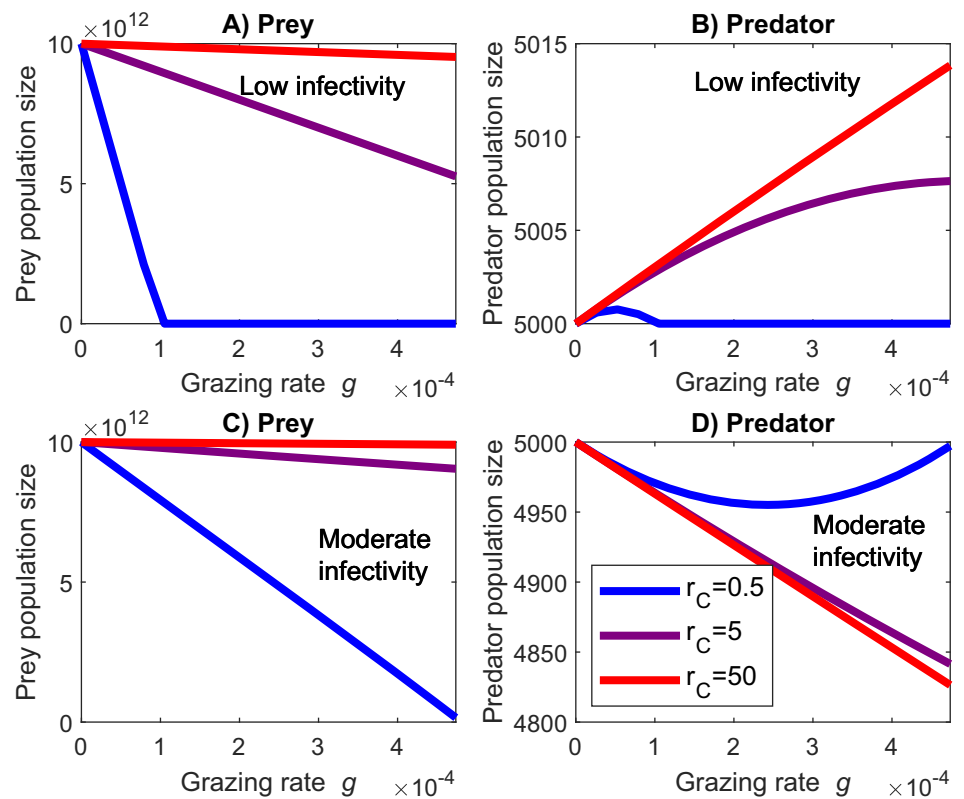 A) Prey
×10^12
Low infectivity
Prey population size
10
5
0
0 1 2 3 4
Grazing rate g
×10^-4
B) Predator
Low infectivity
Predator population size
5015
5010
5005
5000
0 1 2 3 4
Grazing rate g
×10^-4
C) Prey
×10^12
Moderate
infectivity
Prey population size
10
5
0
0 1 2 3 4
Grazing rate g
×10^-4
D) Predator
Moderate
infectivity
Predator population size
5000
4950
4900
4850
4800
r_C=0.5
r_C=5
r_C=50
0 1 2 3 4
Grazing rate g
×10^-4